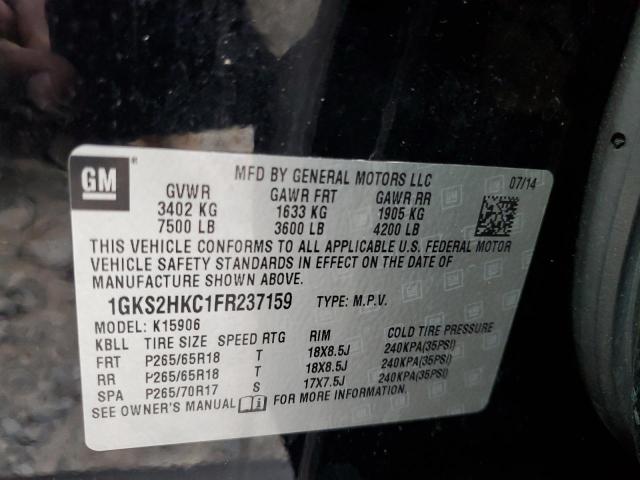 GM ® MFD BY GENERAL MOTORS LLC 07/14
GVWR GAWR FRT GAWR RR
3402 KG 1633 KG 1905 KG
7500 LB 3600 LB 4200 LB
THIS VEHICLE CONFORMS TO ALL APPLICABLE U.S. FEDERAL MOTOR
VEHICLE SAFETY STANDARDS IN EFFECT ON THE DATE OF
MANUFACTURE SHOWN ABOVE.
1GKS2HKC1FR237159 TYPE: M.P.V.
MODEL: K15906
KBLL TIRE SIZE SPEED RTG RIM COLD TIRE PRESSURE
FRT P265/65R18 T 18X8.5J 240KPA(35PSI)
RR P265/65R18 T 18X8.5J 240KPA(35PSI)
SPA P265/70R17 S 17X7.5J 240KPA(35PSI)
SEE OWNER'S MANUAL FOR MORE INFORMATION.